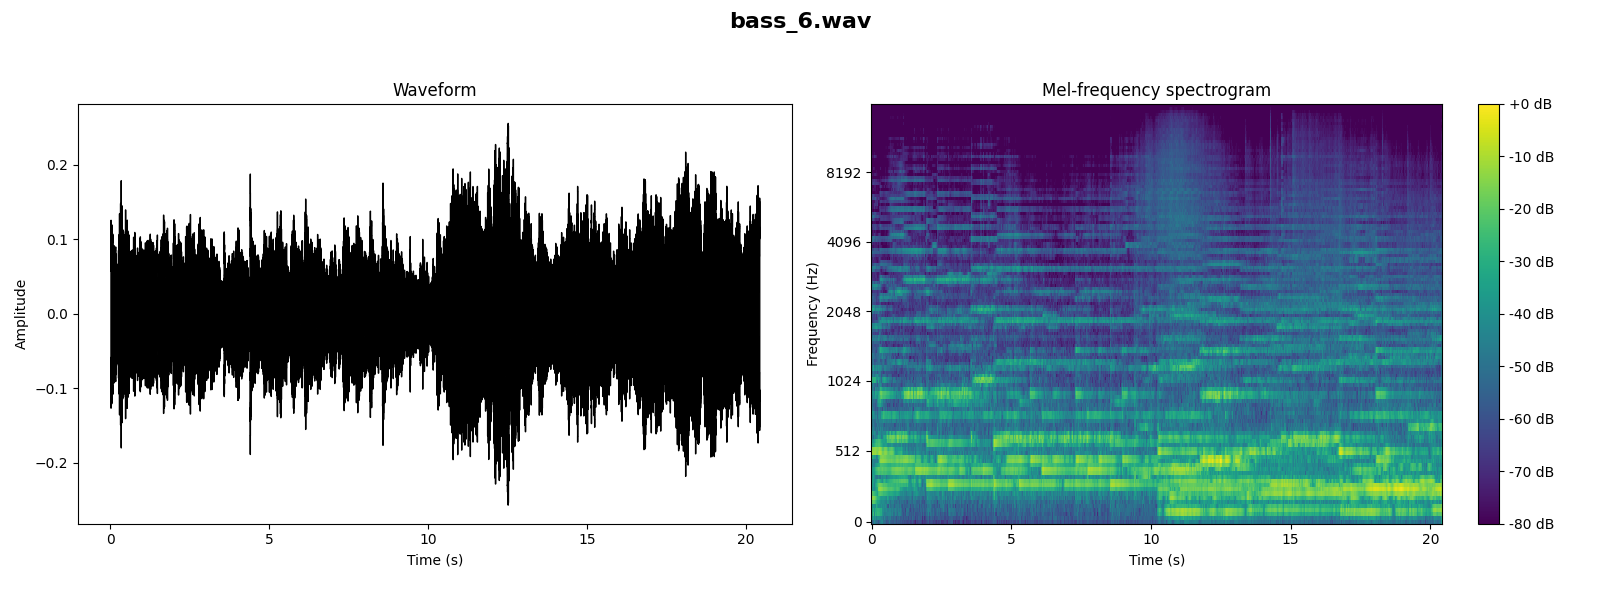 bass_6.wav
Waveform
Amplitude
0.2
0.1
0.0
−0.1
−0.2
0 5 10 15 20
Time (s)
Mel-frequency spectrogram
Frequency (Hz)
8192
4096
2048
1024
512
0
0 5 10 15 20
Time (s)
+0 dB
-10 dB
-20 dB
-30 dB
-40 dB
-50 dB
-60 dB
-70 dB
-80 dB